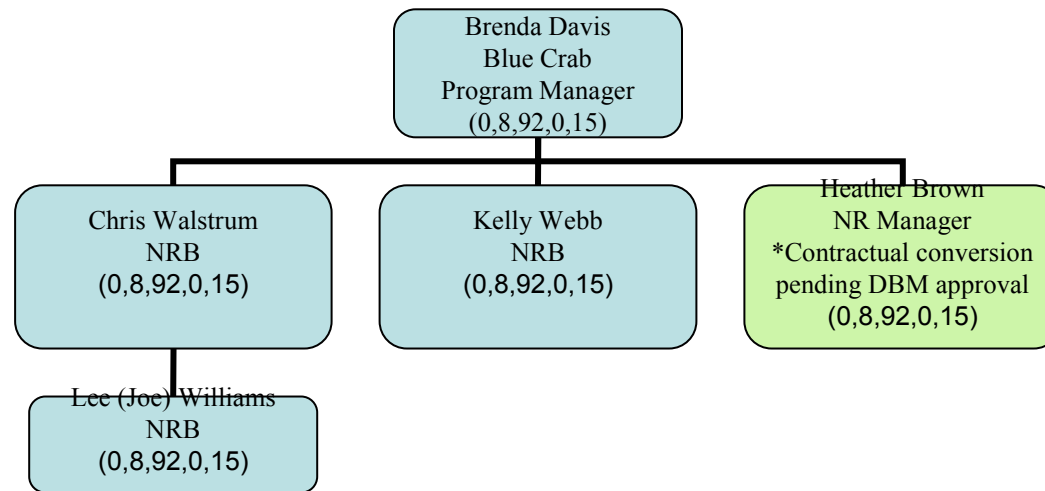 Brenda Davis
Blue Crab
Program Manager
(0,8,92,0,15)
Chris Walstrum
NRB
(0,8,92,0,15)
Kelly Webb
NRB
(0,8,92,0,15)
Heather Brown
NR Manager
*Contractual conversion
pending DBM approval
(0,8,92,0,15)
Lee (Joe) Williams
NRB
(0,8,92,0,15)